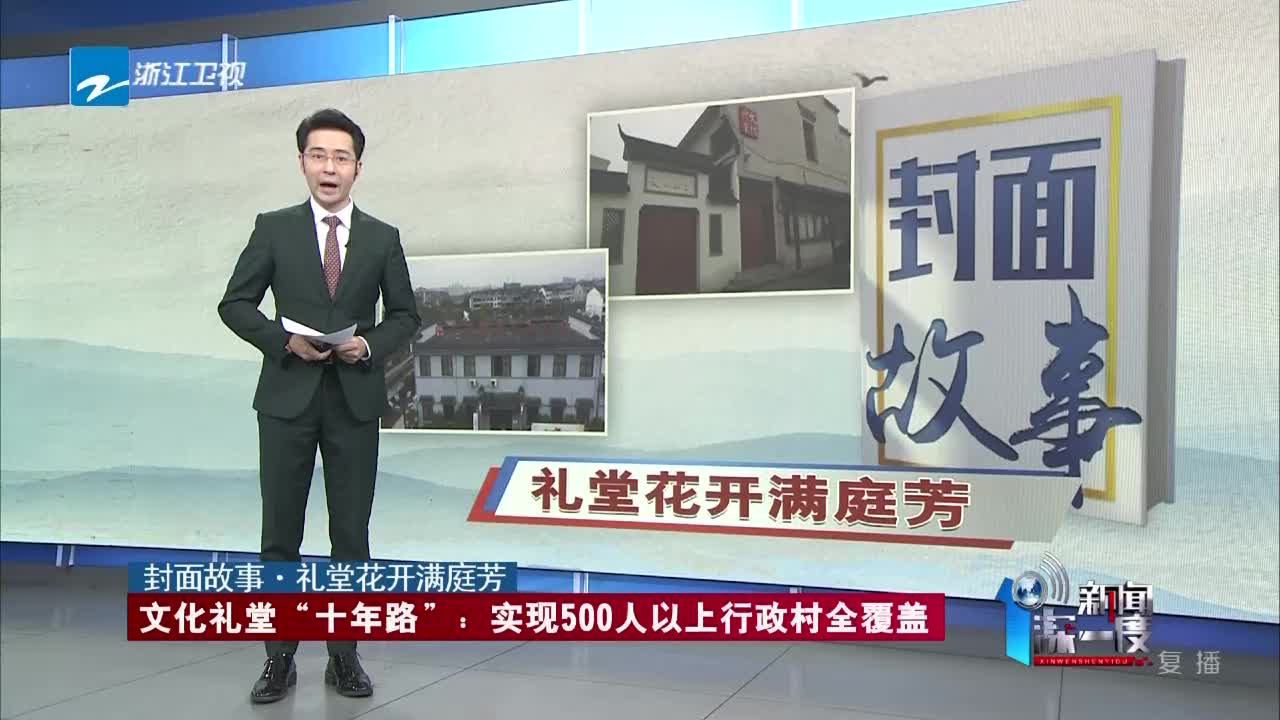 浙江卫视
封面
故事
礼堂花开满庭芳
封面故事·礼堂花开满庭芳
文化礼堂“十年路”：实现500人以上行政村全覆盖
新闻
深一度
XINWENSHENYIDU
复播